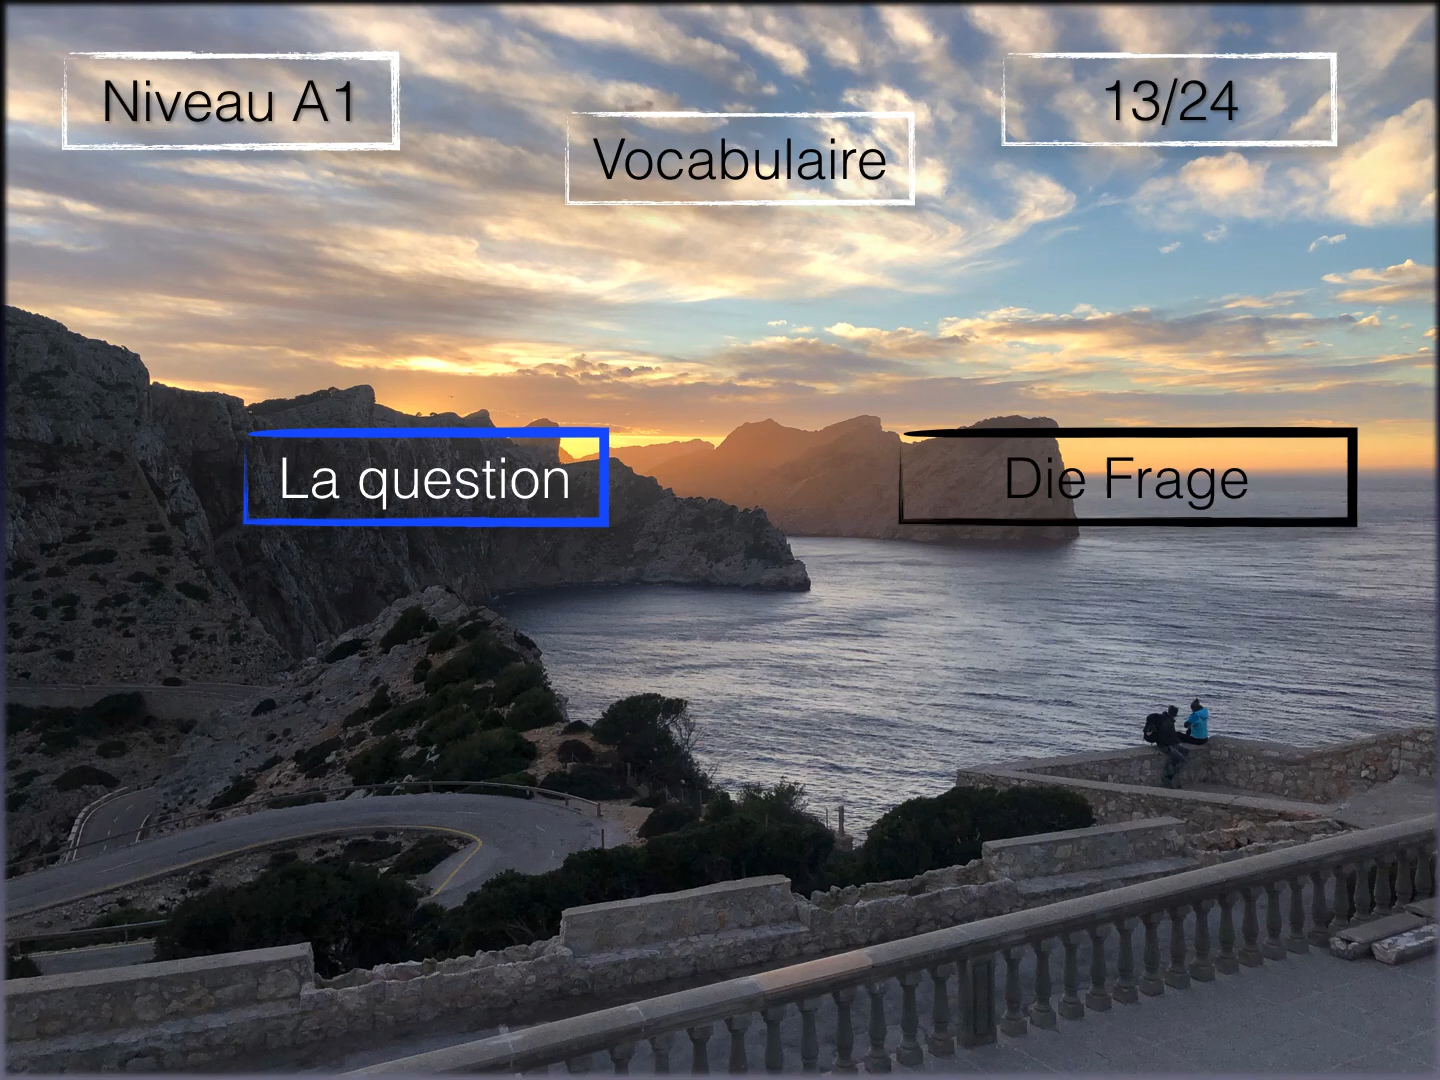 Niveau A1
13/24
Vocabulaire
La question
Die Frage